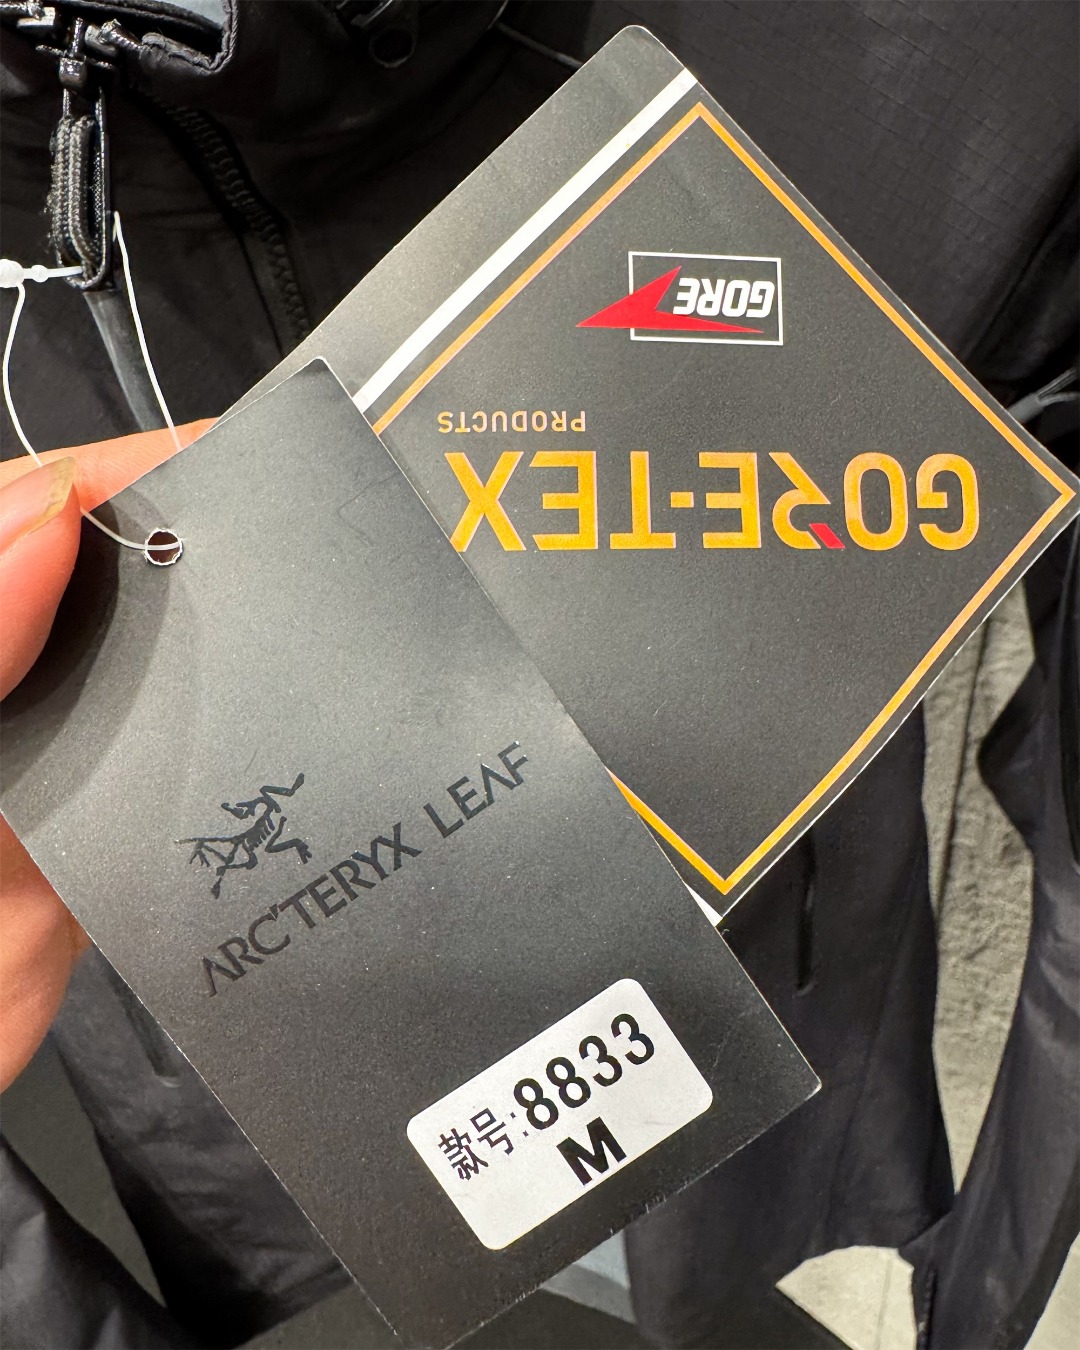 GORE
GORE-TEX
PRODUCTS
ARC'TERYX LEAF
款号:8833
M